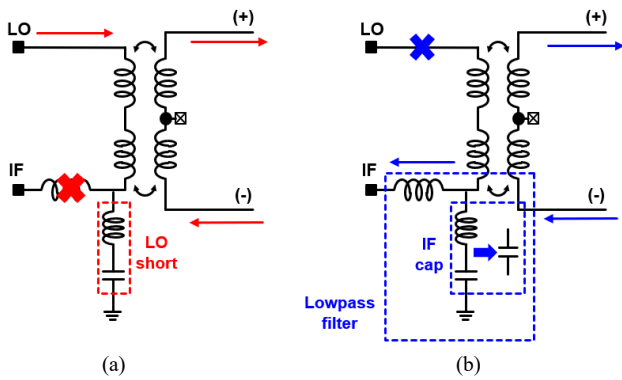 LO
(+)
IF
(-)
LO
short
(a)
LO
(+)
IF
(-)
IF
cap
Lowpass
filter
(b)